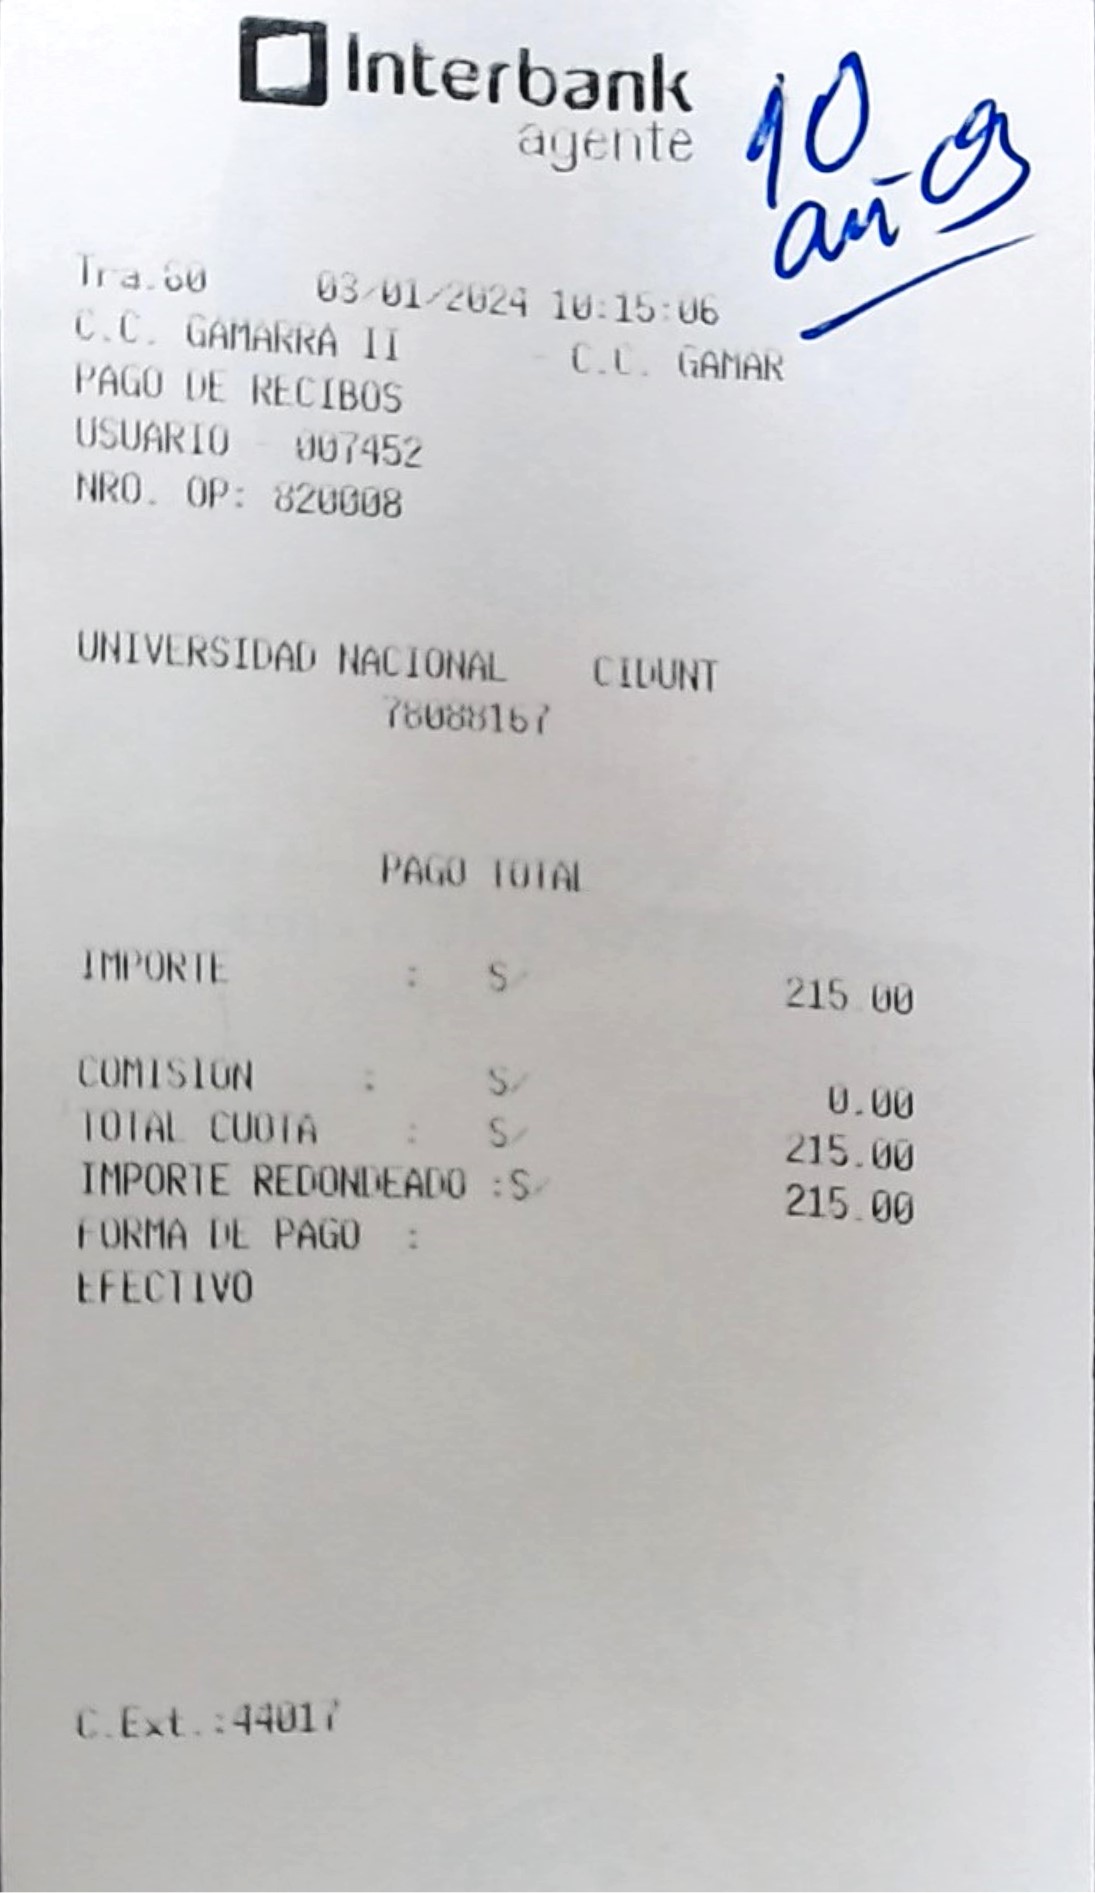 Interbank
agente
10
años
Tra.60 03/01/2024 10:15:06
C.C. GAMARRA II - C.C. GAMAR
PAGO DE RECIBOS
USUARIO - 007452
NRO. OP: 820008
UNIVERSIDAD NACIONAL CIDUNT
78088167
PAGO TOTAL
IMPORTE : S/ 215.00
COMISION : S/ 0.00
TOTAL CUOTA : S/ 215.00
IMPORTE REDONDEADO :S/ 215.00
FORMA DE PAGO :
EFECTIVO
C.Ext.:44017